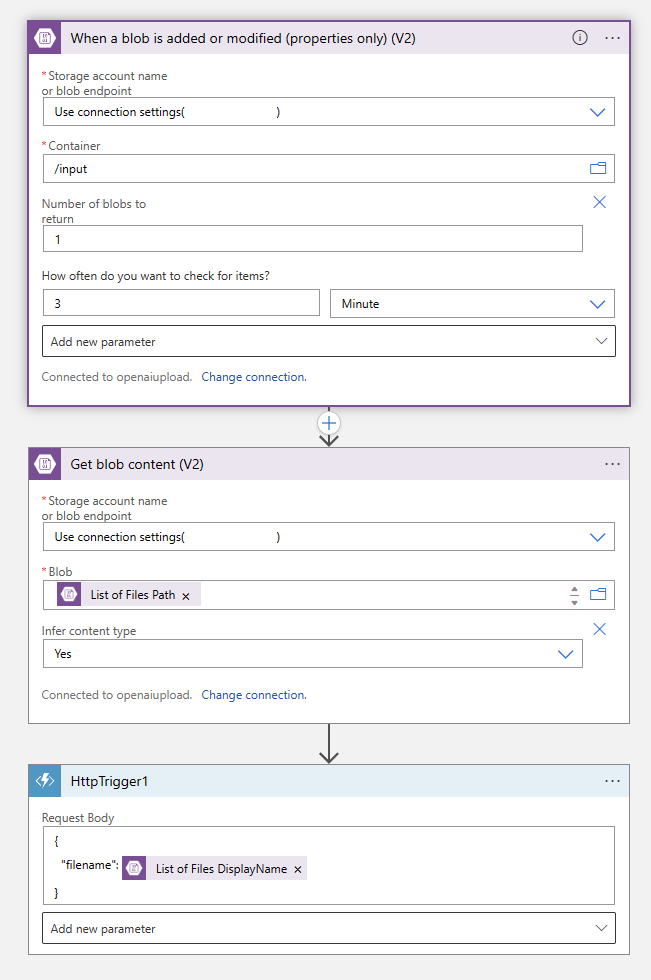 When a blob is added or modified (properties only) (V2)
*Storage account name
or blob endpoint
Use connection settings( )
*Container
/input
Number of blobs to
return
1
How often do you want to check for items?
3 Minute
Add new parameter
Connected to openaiupload. Change connection.
Get blob content (V2)
*Storage account name
or blob endpoint
Use connection settings( )
*Blob
List of Files Path ×
Infer content type
Yes
Connected to openaiupload. Change connection.
HttpTrigger1
Request Body
{
"filename": List of Files DisplayName ×
}
Add new parameter